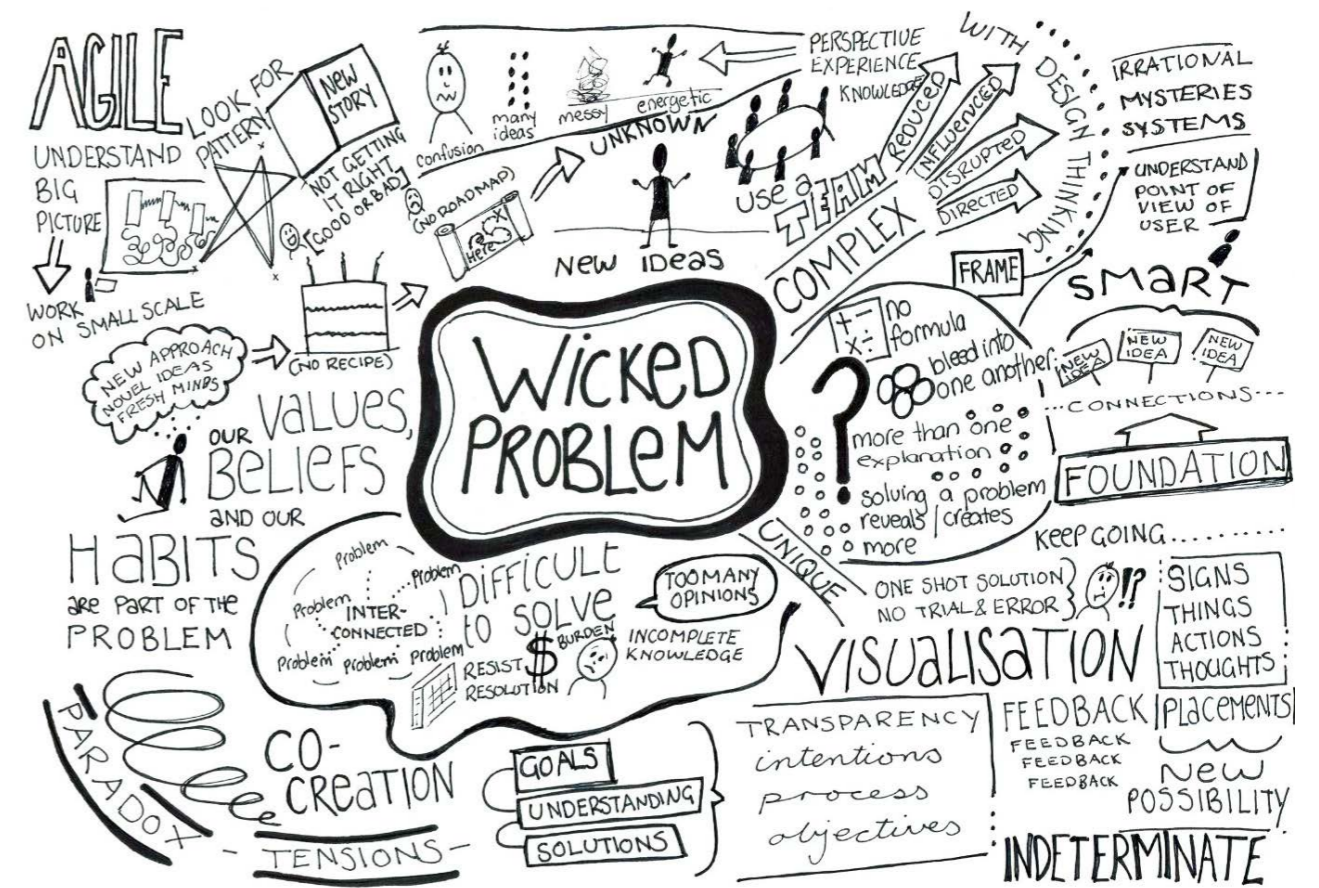 AGILE
UNDERSTAND
BIG
PICTURE
WORK
ON SMALL SCALE
LOOK FOR
PATTERN
NEW
STORY
NOT GETTING
IT RIGHT
GOOD OR BAD
confusion
many
ideas
messy
energetic
PERSPECTIVE
EXPERIENCE
KNOWLEDGE
UNKNOWN
(NO ROADMAP)
Here
X
NEW IDEAS
USE a
TEAM
COMPLEX
REDUCED
INFLUENCED
DISRUPTED
DIRECTED
WITH DESIGN THINKING
IRRATIONAL
MYSTERIES
SYSTEMS
UNDERSTAND
POINT OF
VIEW OF
USER
FRAME
SMART
NEW
IDEA
NEW
IDEA
NEW
IDEA
...CONNECTIONS...
FOUNDATION
KEEP GOING..........
NEW APPROACH
NOVEL IDEAS
FRESH MINDS
(NO RECIPE)
OUR VALUES,
BELIEFS
AND OUR
HABITS
ARE PART OF THE
PROBLEM
WICKED
PROBLEM
+ -
x ÷
no
formula
bleed into
one another
?
more than one
explanation
solving a problem
reveals/creates
more
UNIQUE
ONE SHOT SOLUTION
NO TRIAL & ERROR
!?
SIGNS
THINGS
ACTIONS
THOUGHTS
VISUALISATION
Problem
Problem
Problem
INTER-
CONNECTED
Problem
Problem
Problem
DIFFICULT
to SOLVE
RESIST
RESOLUTION
$
BURDEN
TOO MANY
OPINIONS
INCOMPLETE
KNOWLEDGE
PARADOX
CO-
CREATION
- TENSIONS -
GOALS
UNDERSTANDING
SOLUTIONS
TRANSPARENCY
intentions
process
objectives
FEEDBACK
FEEDBACK
FEEDBACK
FEEDBACK
PLACEMENTS
NEW
POSSIBILITY
INDETERMINATE